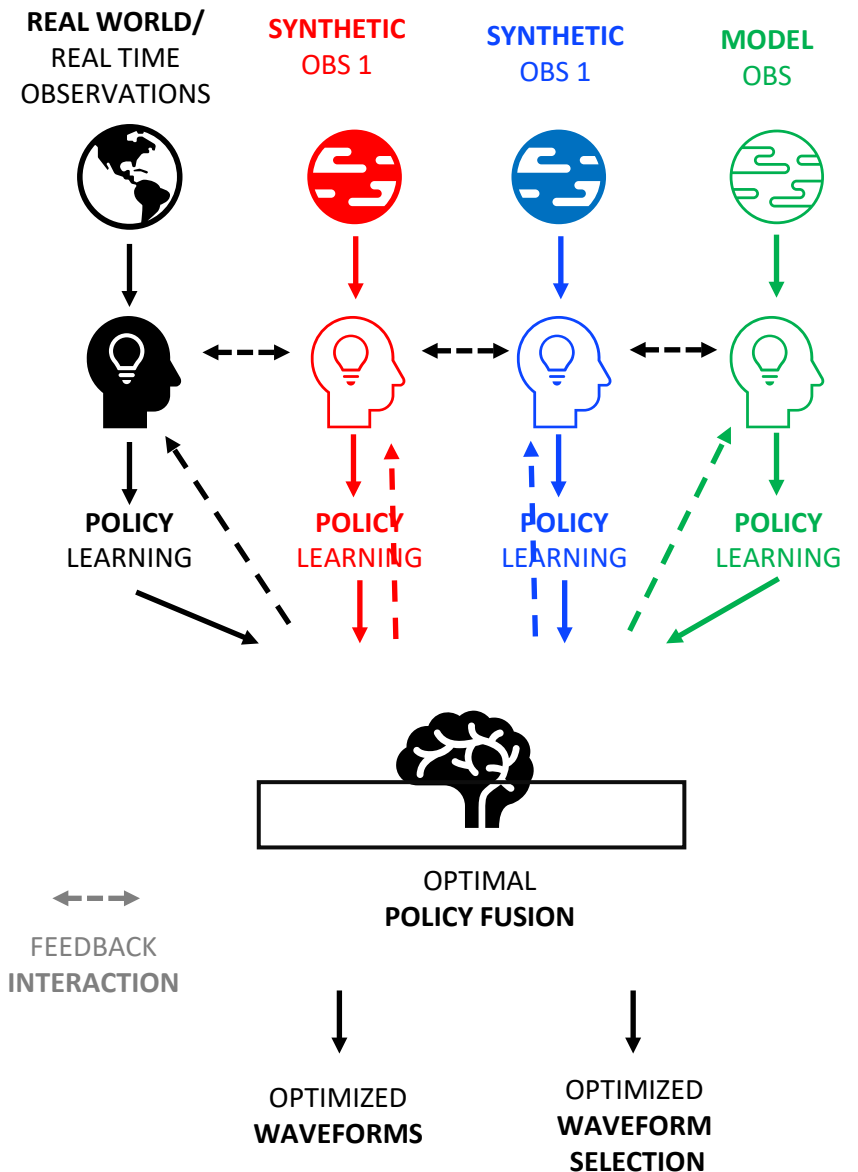 REAL WORLD/
REAL TIME
OBSERVATIONS
SYNTHETIC
OBS 1
SYNTHETIC
OBS 1
MODEL
OBS
POLICY
LEARNING
POLICY
LEARNING
POLICY
LEARNING
POLICY
LEARNING
OPTIMAL
POLICY FUSION
FEEDBACK
INTERACTION
OPTIMIZED
WAVEFORMS
OPTIMIZED
WAVEFORM
SELECTION